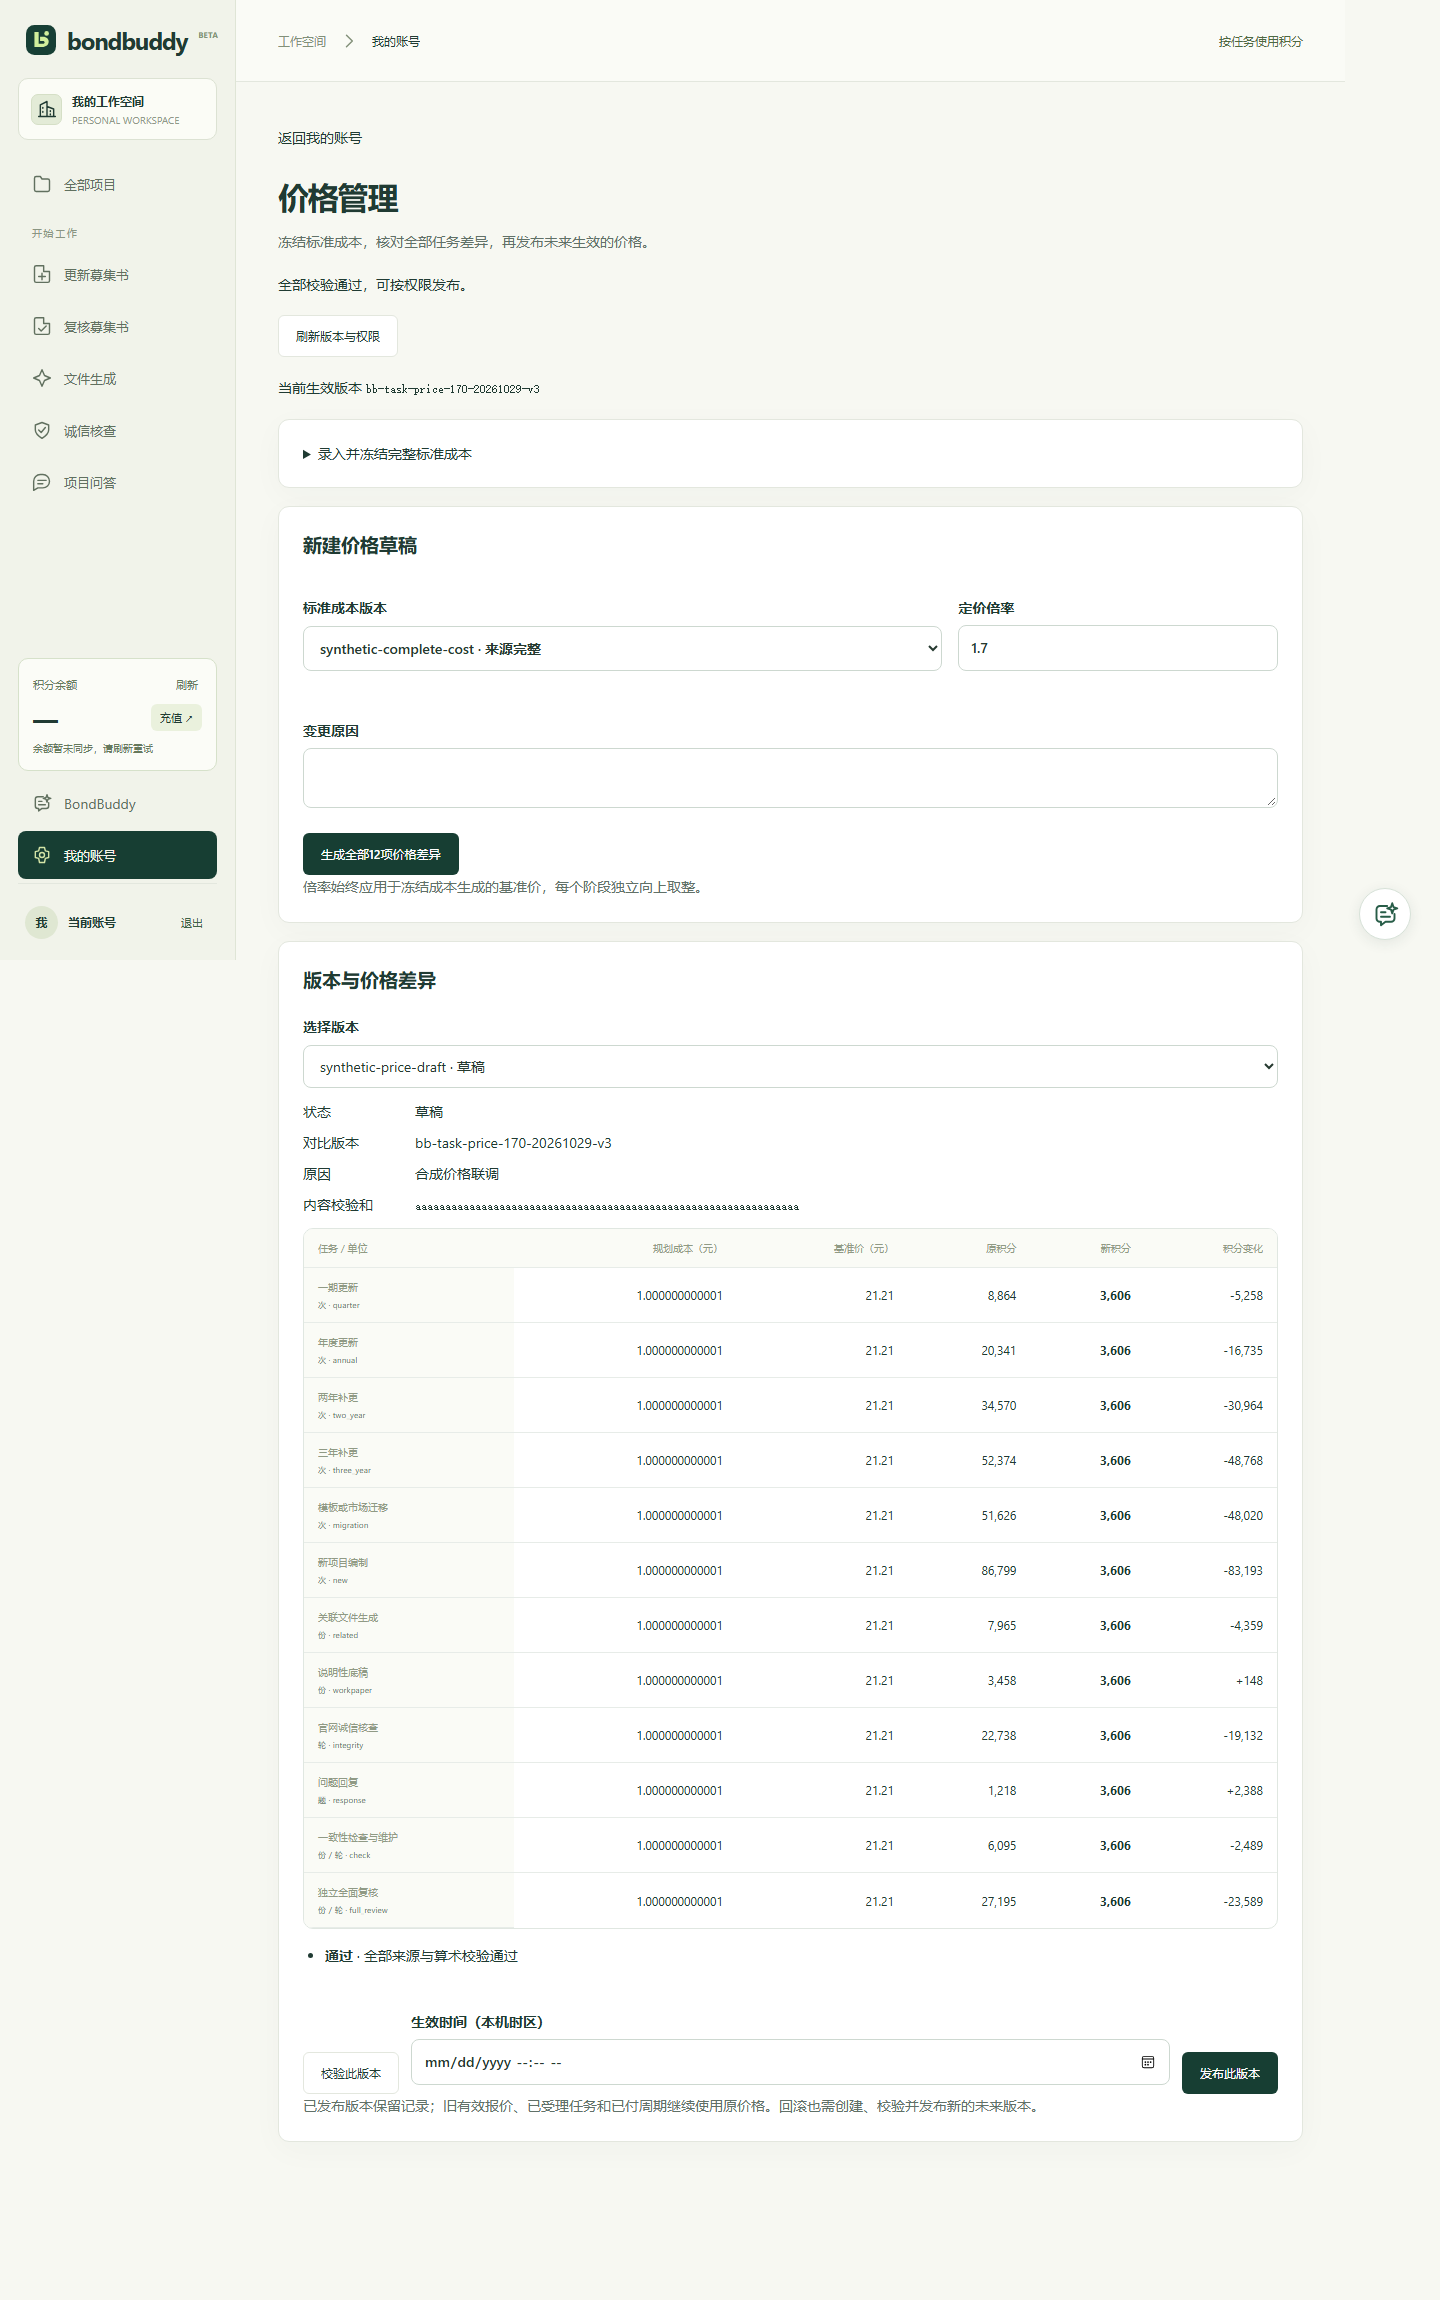 bondbuddy BETA
我的工作空间
PERSONAL WORKSPACE
全部项目
开始工作
更新募集书
复核募集书
文件生成
诚信核查
项目问答
积分余额 刷新
— 充值 ↗
余额暂未同步，请刷新重试
BondBuddy
我的账号
我 当前账号 退出
工作空间 > 我的账号 按任务使用积分
返回我的账号
价格管理
冻结标准成本，核对全部任务差异，再发布未来生效的价格。
全部校验通过，可按权限发布。
刷新版本与权限
当前生效版本 bb-task-price-170-20261029-v3
▶ 录入并冻结完整标准成本
新建价格草稿
标准成本版本 定价倍率
synthetic-complete-cost · 来源完整 1.7
变更原因
生成全部12项价格差异
倍率始终应用于冻结成本生成的基准价，每个阶段独立向上取整。
版本与价格差异
选择版本
synthetic-price-draft · 草稿
状态 草稿
对比版本 bb-task-price-170-20261029-v3
原因 合成价格联调
内容校验和 aaaaaaaaaaaaaaaaaaaaaaaaaaaaaaaaaaaaaaaaaaaaaaaaaaaaaaaaaaaaaaaa
任务 / 单位 规划成本（元） 基准价（元） 原积分 新积分 积分变化
一期更新 1.000000000001 21.21 8,864 3,606 -5,258
次 · quarter
年度更新 1.000000000001 21.21 20,341 3,606 -16,735
次 · annual
两年补更 1.000000000001 21.21 34,570 3,606 -30,964
次 · two_year
三年补更 1.000000000001 21.21 52,374 3,606 -48,768
次 · three_year
模板或市场迁移 1.000000000001 21.21 51,626 3,606 -48,020
次 · migration
新项目编制 1.000000000001 21.21 86,799 3,606 -83,193
次 · new
关联文件生成 1.000000000001 21.21 7,965 3,606 -4,359
份 · related
说明性底稿 1.000000000001 21.21 3,458 3,606 +148
份 · workpaper
官网诚信核查 1.000000000001 21.21 22,738 3,606 -19,132
轮 · integrity
问题回复 1.000000000001 21.21 1,218 3,606 +2,388
题 · response
一致性检查与维护 1.000000000001 21.21 6,095 3,606 -2,489
份 / 轮 · check
独立全面复核 1.000000000001 21.21 27,195 3,606 -23,589
份 / 轮 · full_review
• 通过 · 全部来源与算术校验通过
生效时间（本机时区）
校验此版本 mm/dd/yyyy --:-- -- 发布此版本
已发布版本保留记录；旧有效报价、已受理任务和已付周期继续使用原价格。回滚也需创建、校验并发布新的未来版本。